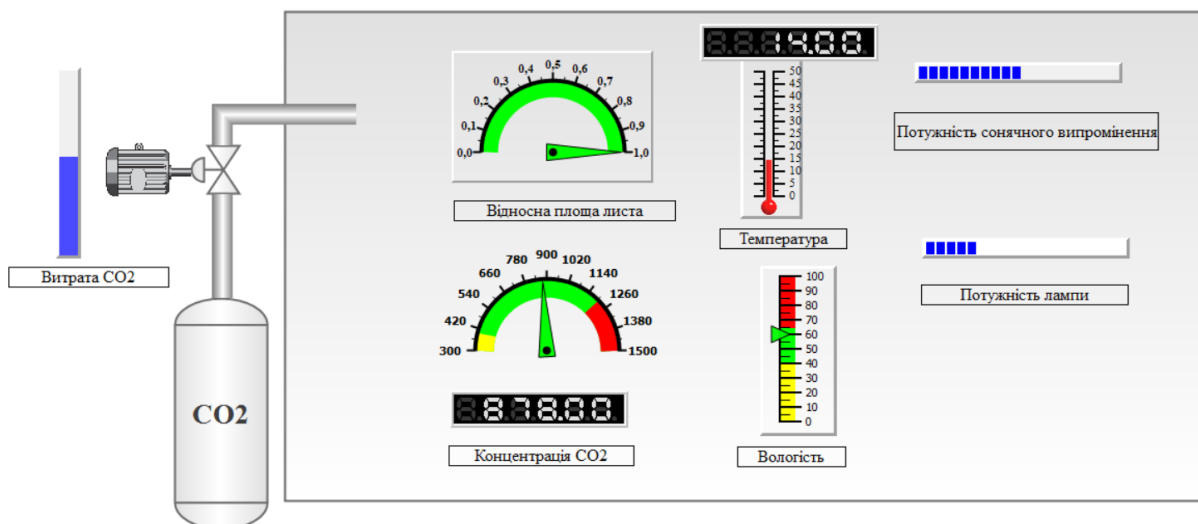 14.00
0,0 0,1 0,2 0,3 0,4 0,5 0,6 0,7 0,8 0,9 1,0
50
45
40
35
30
25
20
15
10
5
0
Потужність сонячного випромінення
Відносна площа листа
Температура
Витрата CO2
300 420 540 660 780 900 1020 1140 1260 1380 1500
100
90
80
70
60
50
40
30
20
10
0
Потужність лампи
878.00
CO2
Концентрація CO2
Вологість